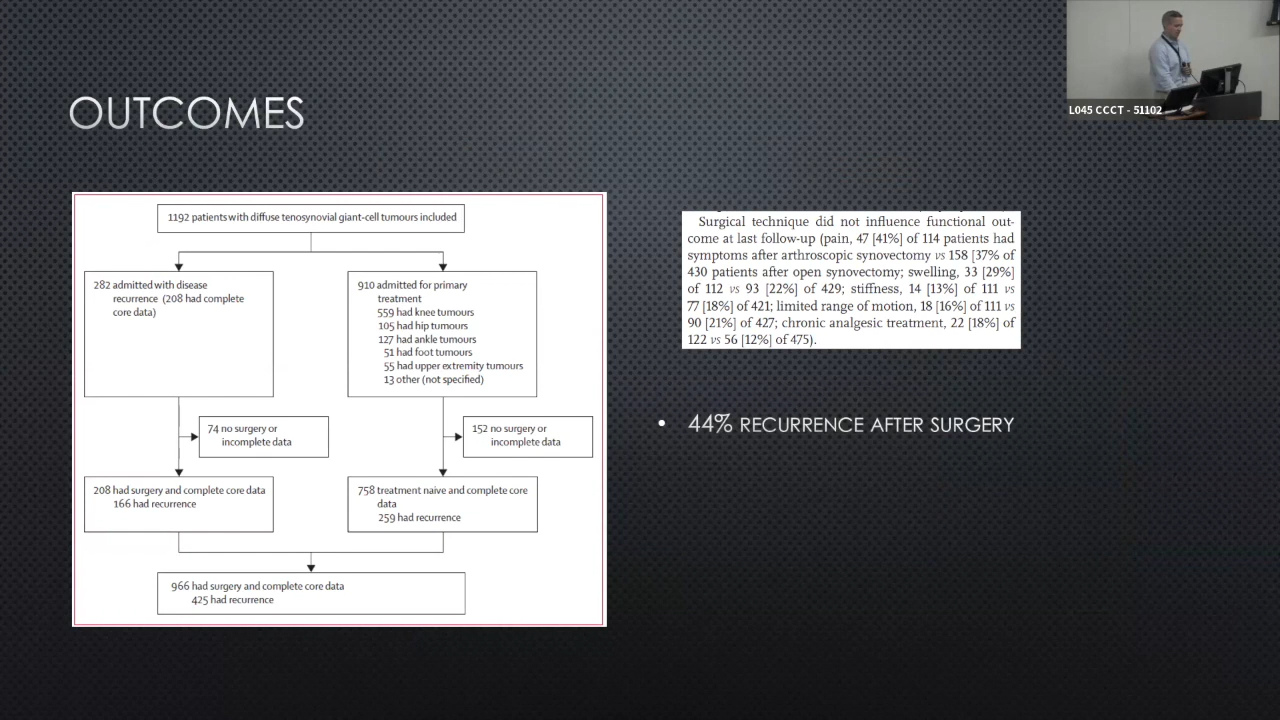 L045 CCCT - 51102
OUTCOMES
1192 patients with diffuse tenosynovial giant-cell tumours included
282 admitted with disease
recurrence (208 had complete
core data)
910 admitted for primary
treatment
559 had knee tumours
105 had hip tumours
127 had ankle tumours
51 had foot tumours
55 had upper extremity tumours
13 other (not specified)
74 no surgery or
incomplete data
152 no surgery or
incomplete data
208 had surgery and complete core data
166 had recurrence
758 treatment naive and complete core
data
259 had recurrence
966 had surgery and complete core data
425 had recurrence
Surgical technique did not influence functional out-
come at last follow-up (pain, 47 [41%] of 114 patients had
symptoms after arthroscopic synovectomy vs 158 [37% of
430 patients after open synovectomy; swelling, 33 [29%]
of 112 vs 93 [22%] of 429; stiffness, 14 [13%] of 111 vs
77 [18%] of 421; limited range of motion, 18 [16%] of 111 vs
90 [21%] of 427; chronic analgesic treatment, 22 [18%] of
122 vs 56 [12%] of 475).
• 44% RECURRENCE AFTER SURGERY